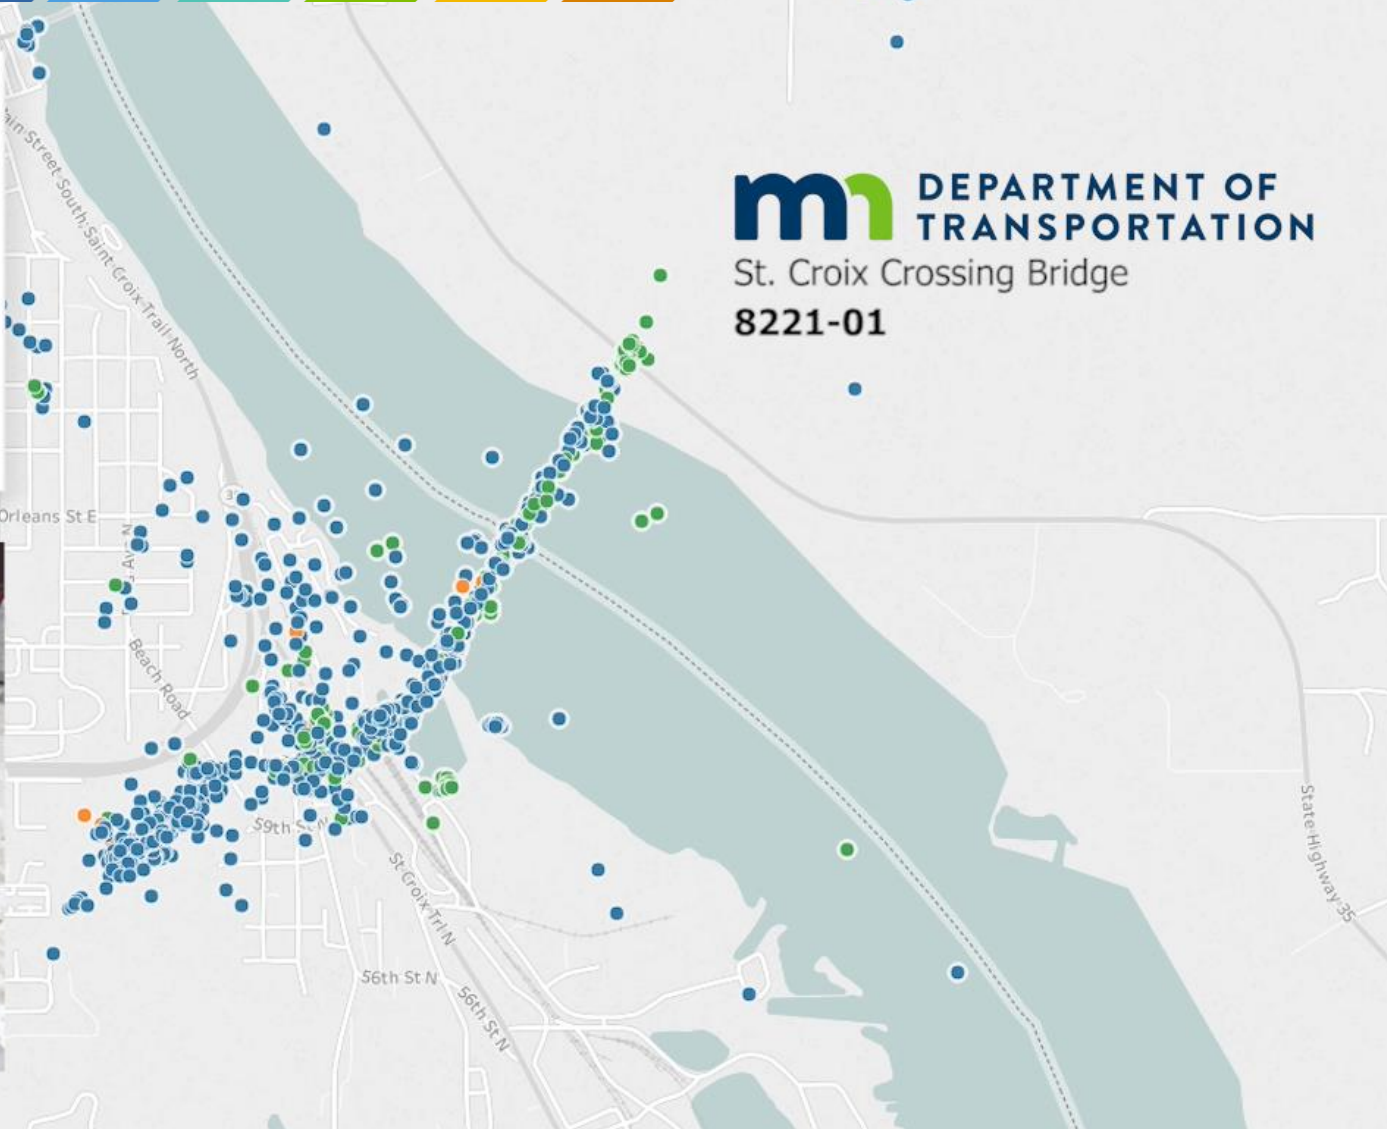 DEPARTMENT OF
TRANSPORTATION
St. Croix Crossing Bridge
8221-01
Main Street South; Saint Croix Trail North
Orleans St E
Beach Road
59th St N
St Croix Trl N
56th St N
56th St N
State Highway 35